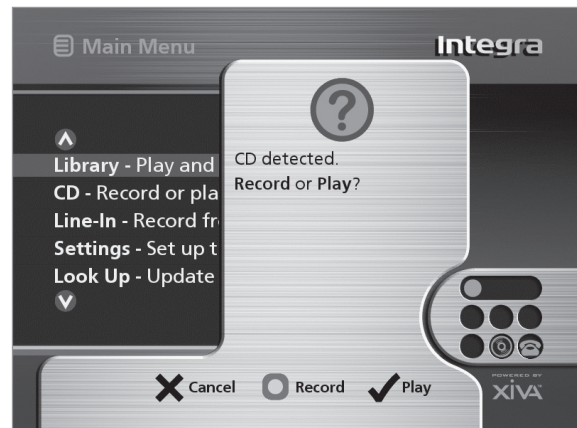 Main Menu
Integra
Library - Play and
CD - Record or pla
Line-In - Record fr
Settings - Set up t
Look Up - Update
CD detected.
Record or Play?
Cancel
Record
Play
POWERED BY
XiVA